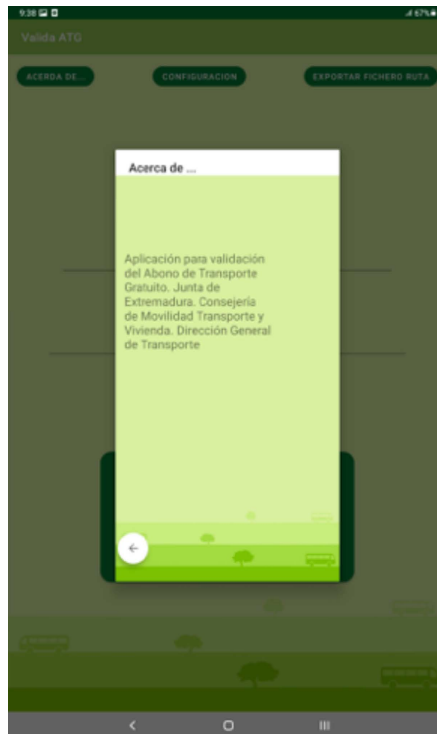 9:38
67%
Valida ATG
ACERDA DE...
CONFIGURACION
EXPORTAR FICHERO RUTA
Acerca de ...
Aplicación para validación
del Abono de Transporte
Gratuito. Junta de
Extremadura. Consejería
de Movilidad Transporte y
Vivienda. Dirección General
de Transporte